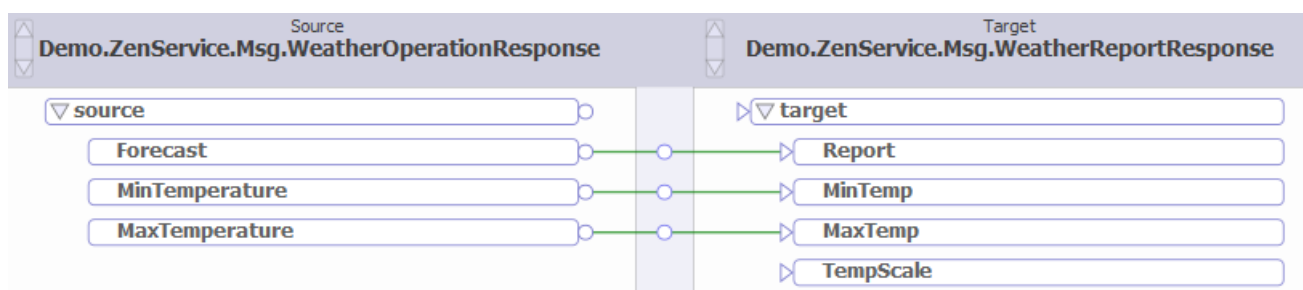 Source
Demo.ZenService.Msg.WeatherOperationResponse
Target
Demo.ZenService.Msg.WeatherReportResponse
source
target
Forecast
Report
MinTemperature
MinTemp
MaxTemperature
MaxTemp
TempScale